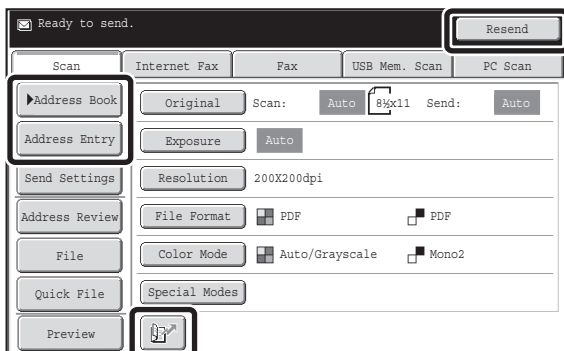 Ready to send.
Resend
Scan
Internet Fax
Fax
USB Mem. Scan
PC Scan
Address Book
Original
Scan:
Auto
8½x11
Send:
Auto
Address Entry
Exposure
Auto
Send Settings
Resolution
200X200dpi
Address Review
File Format
PDF
PDF
File
Color Mode
Auto/Grayscale
Mono2
Quick File
Special Modes
Preview